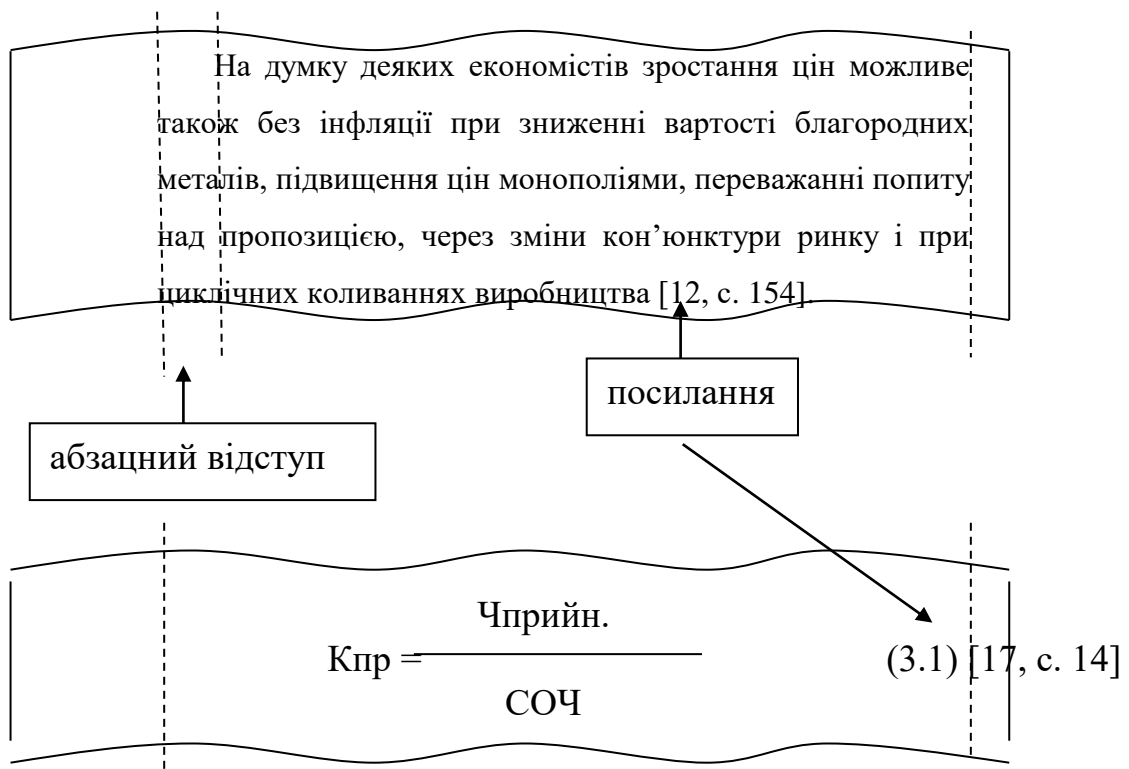 На думку деяких економістів зростання цін можливе
також без інфляції при зниженні вартості благородних
металів, підвищення цін монополіями, переважанні попиту
над пропозицією, через зміни кон’юнктури ринку і при
циклічних коливаннях виробництва [12, с. 154].
посилання
абзацний відступ
Чприйн.
Кпр =
(3.1) [17, с. 14]
СОЧ